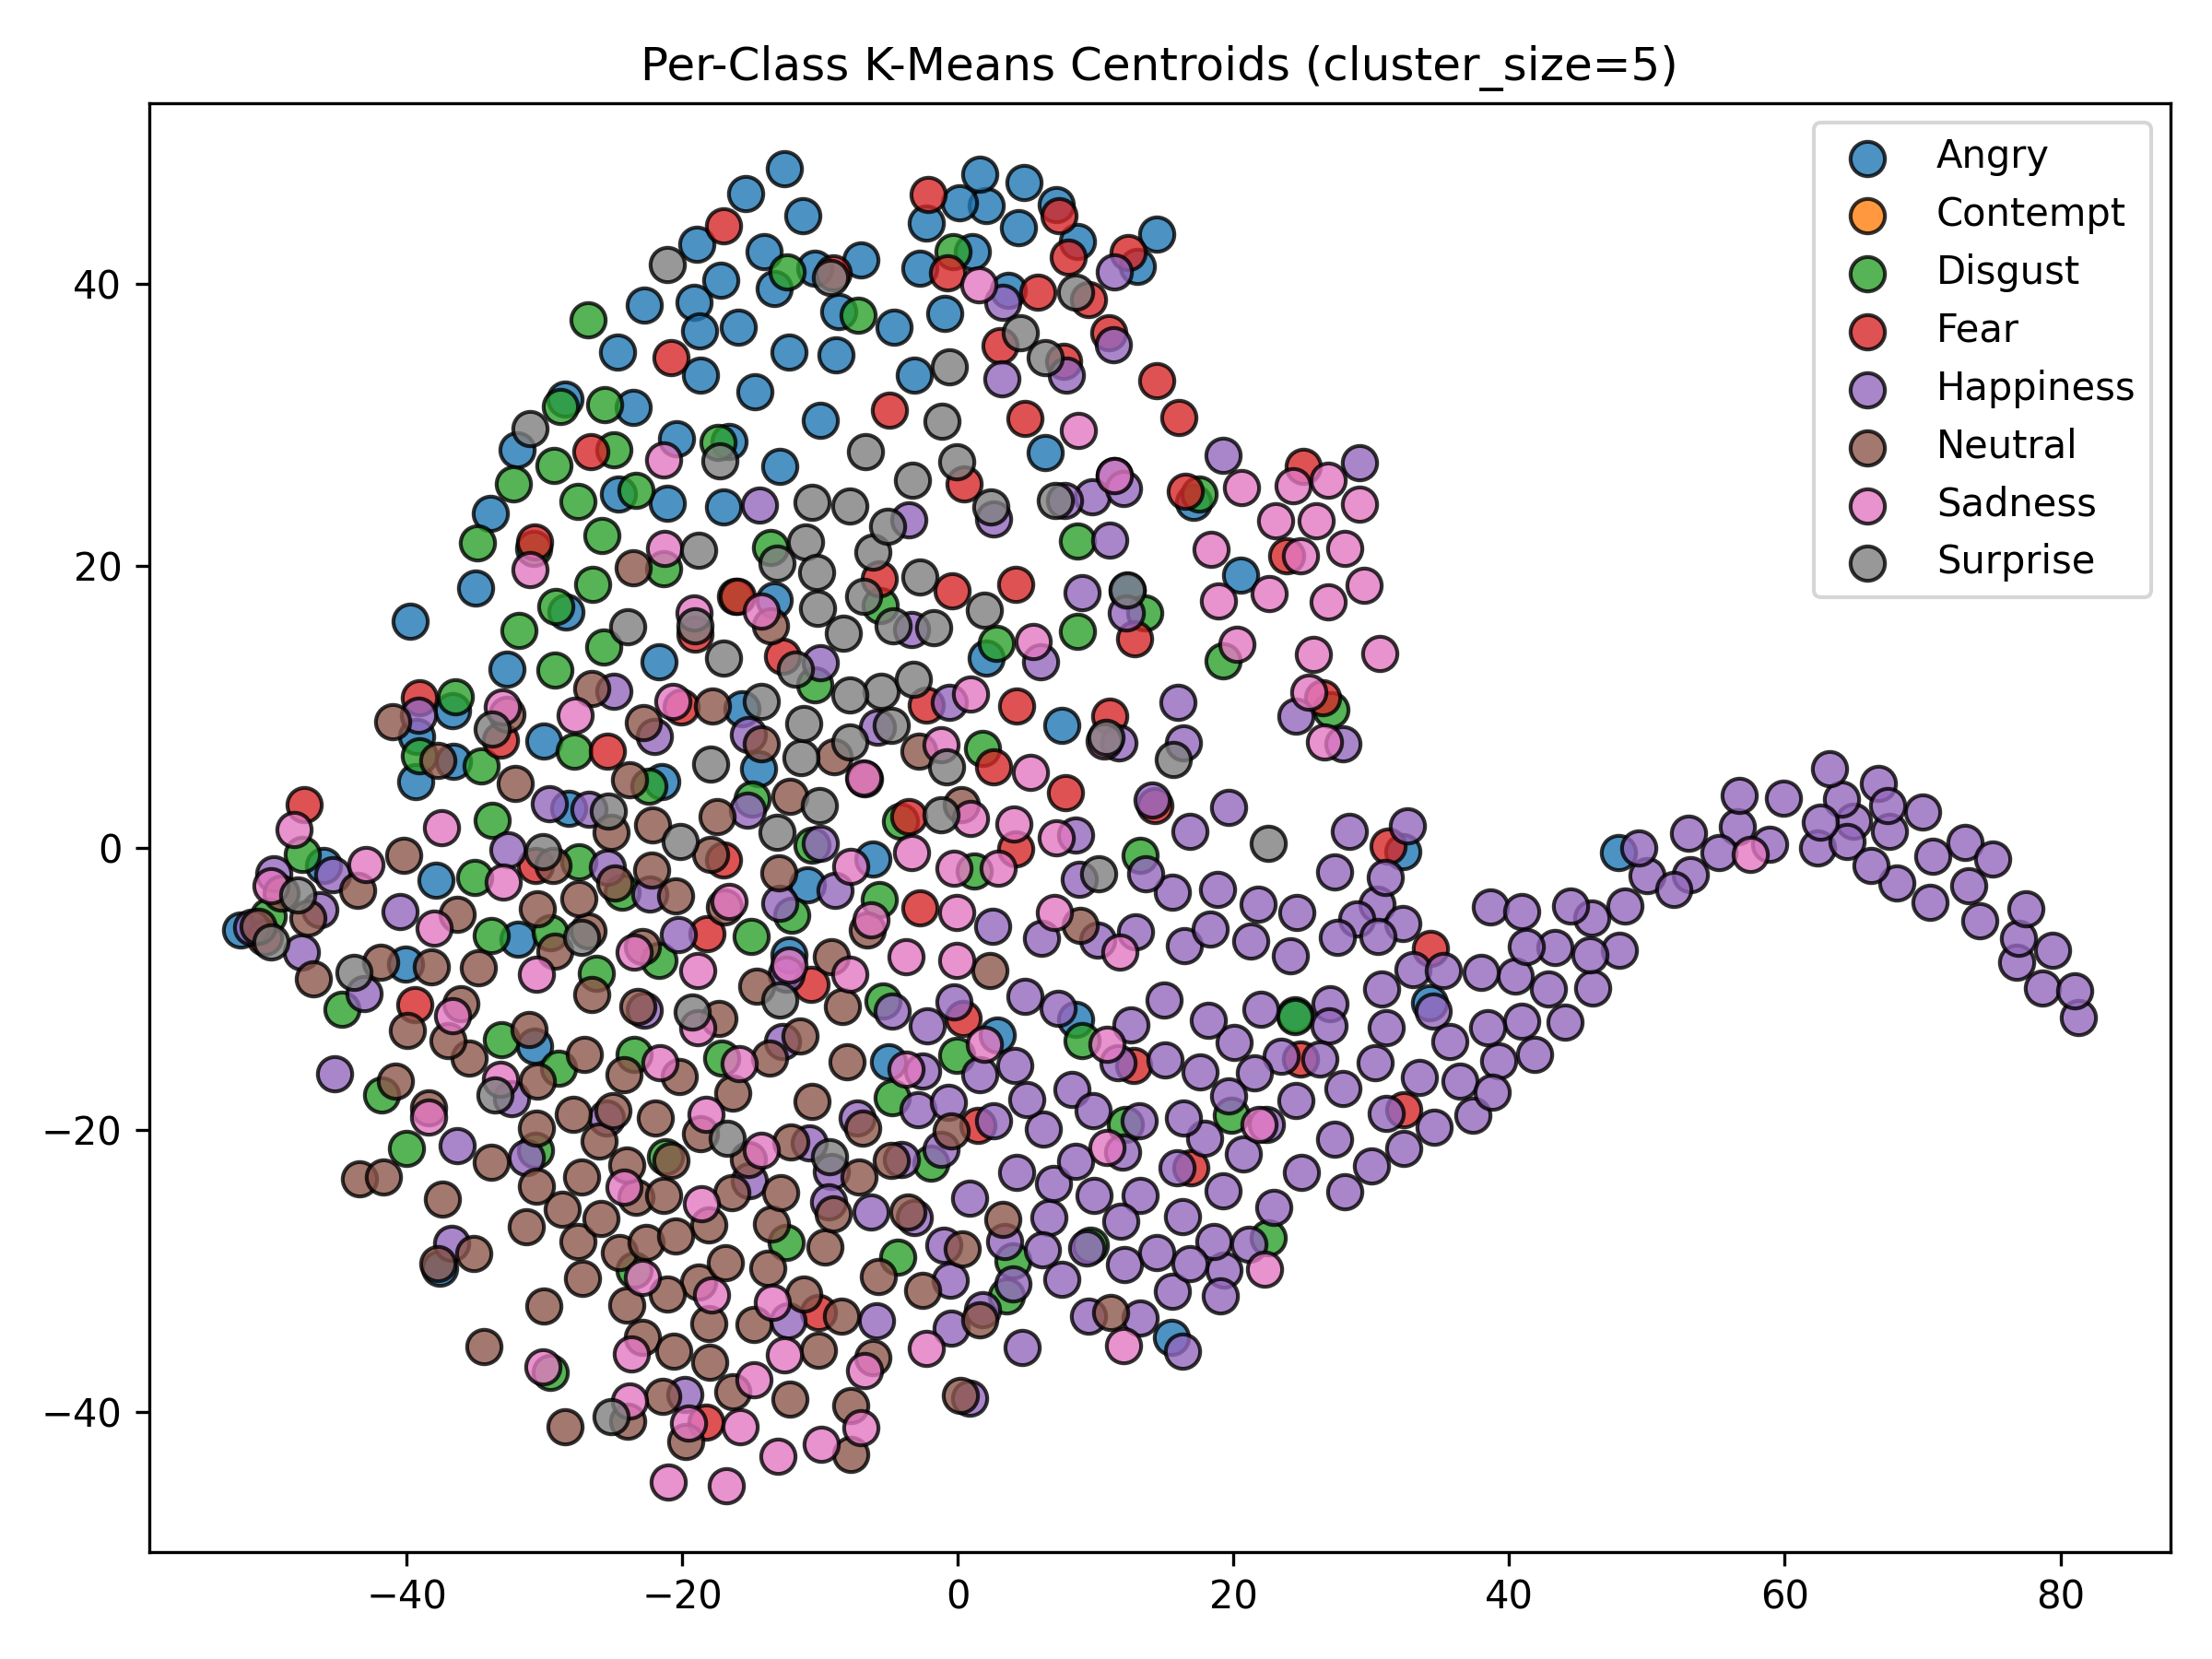 Per-Class K-Means Centroids (cluster_size=5)
Angry
Contempt
Disgust
Fear
Happiness
Neutral
Sadness
Surprise
40
20
0
−20
−40
−40
−20
0
20
40
60
80